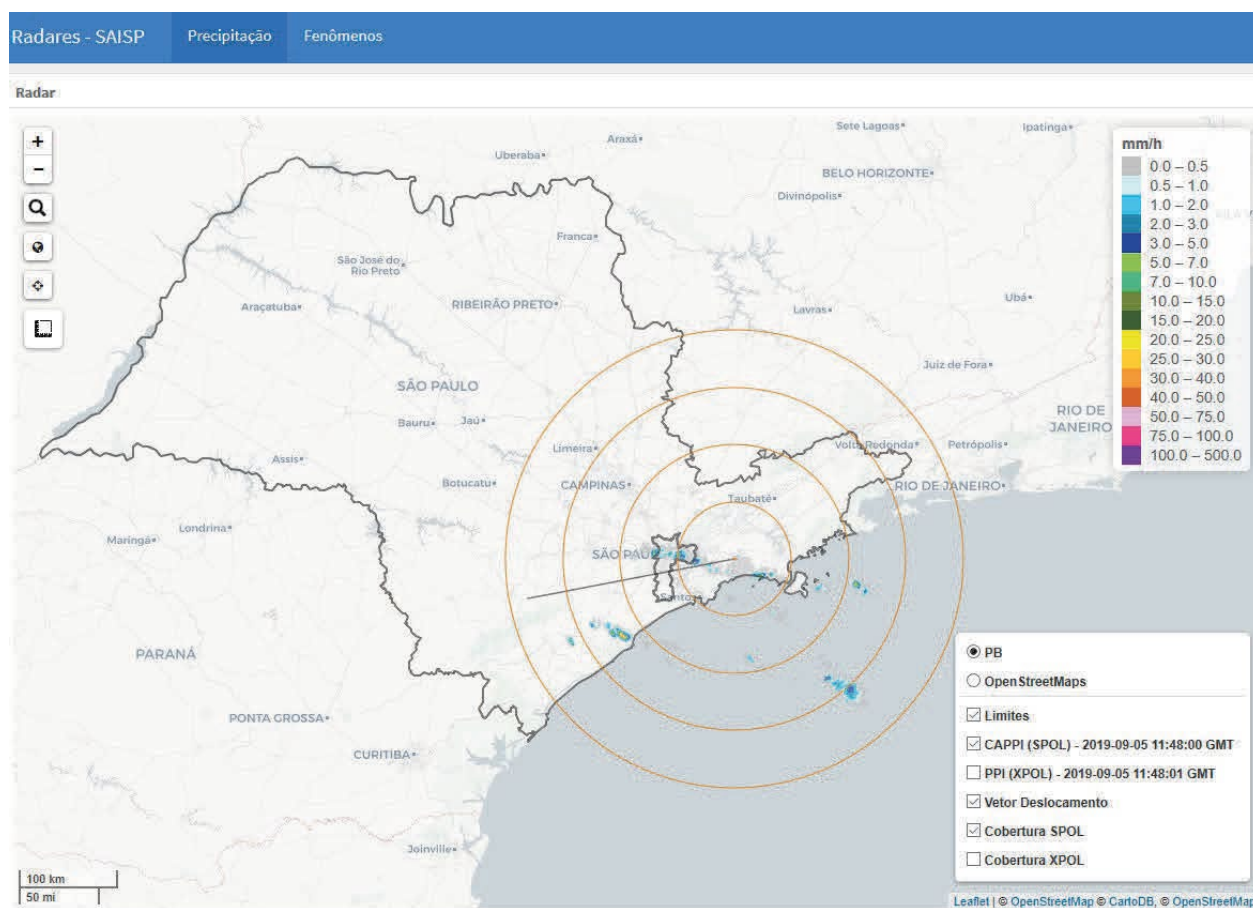 Radares - SAISP Precipitação Fenômenos
Radar
+
−
Sete Lagoas
Ipatinga
Araxá
Uberaba
BELO HORIZONTE
Divinópolis
Franca
São José do
Rio Preto
Araçatuba
RIBEIRÃO PRETO
Lavras
Ubá
Juiz de Fora
SÃO PAULO
Bauru
Jaú
RIO DE
JANEIRO
Volta Redonda
Petrópolis
Limeira
Assis
Botucatu
CAMPINAS
Taubaté
RIO DE JANEIRO
Londrina
Maringá
SÃO PAU
Santo
PARANÁ
PONTA GROSSA
CURITIBA
Joinville
mm/h
0.0 – 0.5
0.5 – 1.0
1.0 – 2.0
2.0 – 3.0
3.0 – 5.0
5.0 – 7.0
7.0 – 10.0
10.0 – 15.0
15.0 – 20.0
20.0 – 25.0
25.0 – 30.0
30.0 – 40.0
40.0 – 50.0
50.0 – 75.0
75.0 – 100.0
100.0 – 500.0
PB
OpenStreetMaps
Limites
CAPPI (SPOL) - 2019-09-05 11:48:00 GMT
PPI (XPOL) - 2019-09-05 11:48:01 GMT
Vetor Deslocamento
Cobertura SPOL
Cobertura XPOL
100 km
50 mi
Leaflet | © OpenStreetMap © CartoDB, © OpenStreetMap